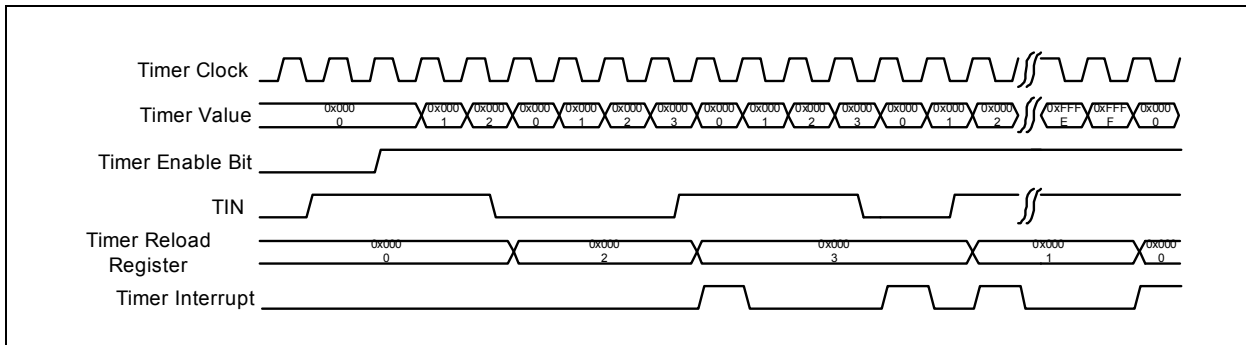 Timer Clock
Timer Value
0x000
0
0x000
1
0x000
2
0x000
0
0x000
1
0x000
2
0x000
3
0x000
0
0x000
1
0x000
2
0x000
3
0x000
0
0x000
1
0x000
2
0xFFF
E
0xFFF
F
0x000
0
Timer Enable Bit
TIN
Timer Reload
Register
0x000
0
0x000
2
0x000
3
0x000
1
0x000
0
Timer Interrupt